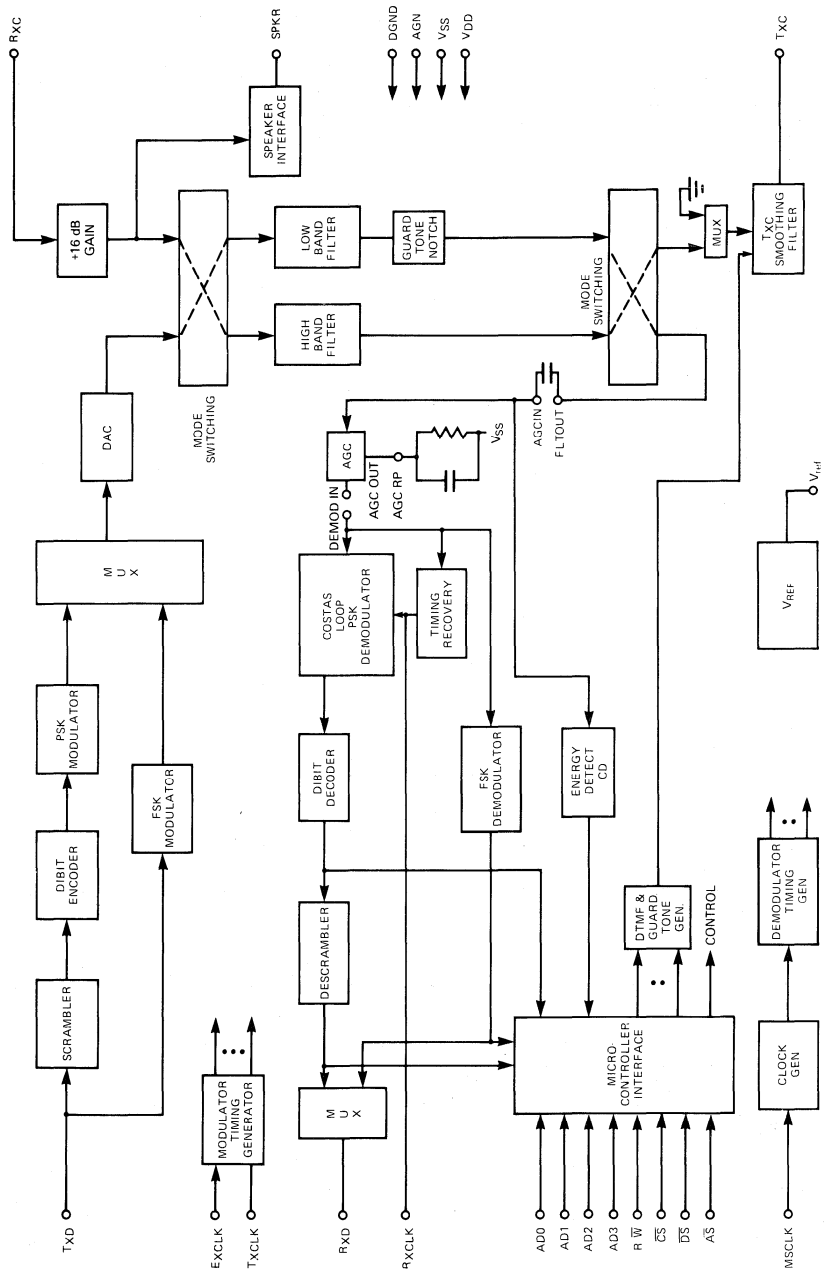 RXC
SPKR
DGND
AGN
VSS
VDD
TXC
+16 dB
GAIN
SPEAKER
INTERFACE
DAC
MODE
SWITCHING
LOW
BAND
FILTER
GUARD
TONE
NOTCH
HIGH
BAND
FILTER
MODE
SWITCHING
MUX
TXC
SMOOTHING
FILTER
MUX
AGC
DEMOD IN
AGC OUT
AGC RP
VSS
AGCIN
FLTOUT
PSK
MODULATOR
FSK
MODULATOR
DIBIT
ENCODER
SCRAMBLER
TXD
COSTAS
LOOP
PSK
DEMODULATOR
TIMING
RECOVERY
DIBIT
DECODER
FSK
DEMODULATOR
ENERGY
DETECT
CD
DESCRAMBLER
MUX
RXD
RXCLK
MODULATOR
TIMING
GENERATOR
EXCLK
TXCLK
DTMF &
GUARD
TONE
GEN.
CONTROL
MICRO-
CONTROLLER
INTERFACE
AD0
AD1
AD2
AD3
R W̅
C̅S̅
D̅S̅
A̅S̅
VREF
Vref
DEMODULATOR
TIMING
GEN
CLOCK
GEN
MSCLK